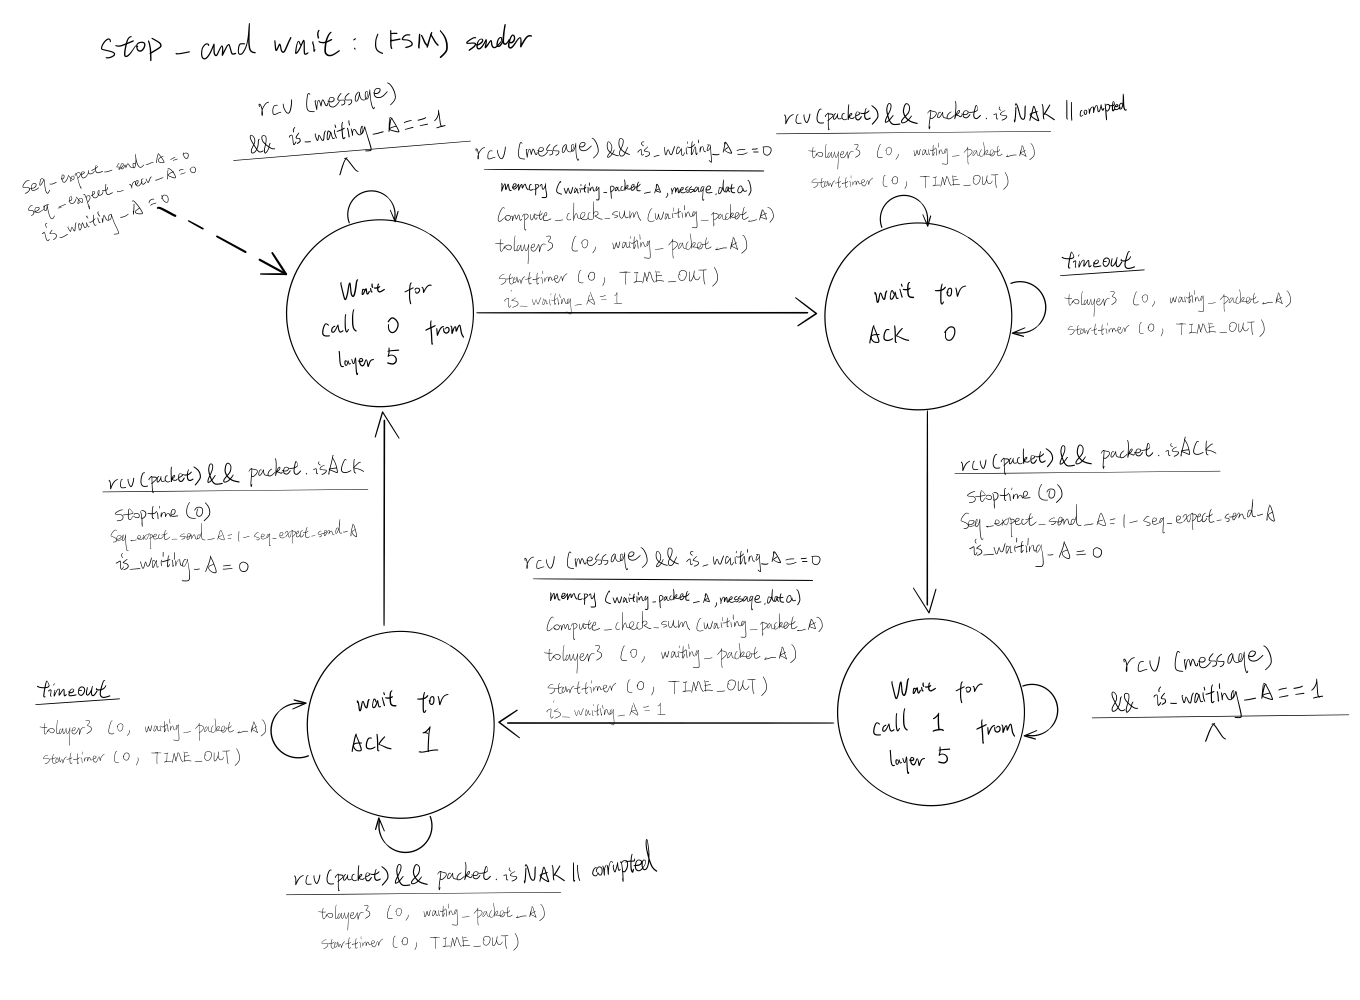 stop_and wait : (FSM) sender
rcv (message)
&& is_waiting_A==1
Λ
seq_expect_send_A=0
seq_expect_recv_A=0
is_waiting_A=0
rcv (message) && is_waiting_A==0
memcpy (waiting_packet_A, message.data)
Compute_check_sum (waiting_packet_A)
tolayer3 (0, waiting_packet_A)
starttimer (0, TIME_OUT)
is_waiting_A = 1
rcv(packet) && packet.is NAK || corrupted
tolayer3 (0, waiting_packet_A)
starttimer (0, TIME_OUT)
Wait for
call 0 from
layer 5
wait for
ACK 0
Timeout
tolayer3 (0, waiting_packet_A)
starttimer (0, TIME_OUT)
rcv(packet) && packet.isACK
stoptime (0)
Seq_expect_send_A=1-seq_expect_send_A
is_waiting_A = 0
rcv(packet) && packet.isACK
stoptime (0)
Seq_expect_send_A=1-seq_expect_send_A
is_waiting_A = 0
rcv (message) && is_waiting_A==0
memcpy (waiting_packet_A, message.data)
Compute_check_sum (waiting_packet_A)
tolayer3 (0, waiting_packet_A)
starttimer (0, TIME_OUT)
is_waiting_A = 1
Timeout
tolayer3 (0, waiting_packet_A)
starttimer (0, TIME_OUT)
wait for
ACK 1
Wait for
call 1 from
layer 5
rcv (message)
&& is_waiting_A==1
Λ
rcv(packet) && packet.is NAK || corrupted
tolayer3 (0, waiting_packet_A)
starttimer (0, TIME_OUT)